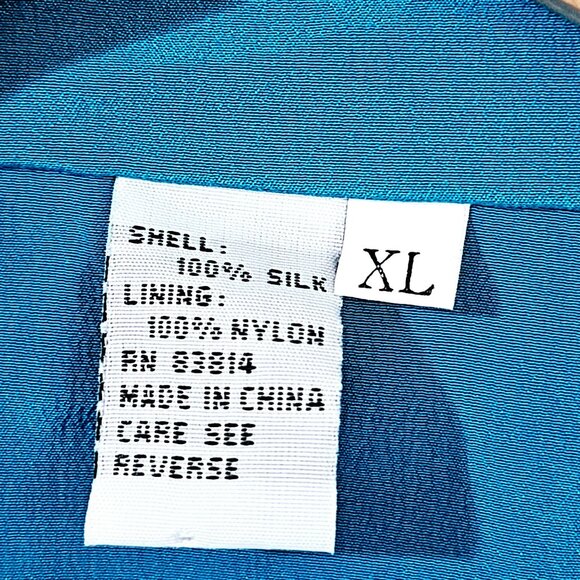 SHELL:
100% SILK
LINING:
100% NYLON
RN 83814
MADE IN CHINA
CARE SEE
REVERSE
XL